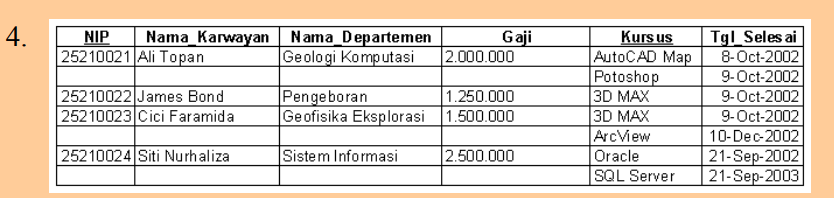 4.
NIP Nama_Karwayan Nama_Departemen Gaji Kursus Tgl_Selesai
25210021 Ali Topan Geologi Komputasi 2.000.000 AutoCAD Map 8-Oct-2002
Potoshop 9-Oct-2002
25210022 James Bond Pengeboran 1.250.000 3D MAX 9-Oct-2002
25210023 Cici Faramida Geofisika Eksplorasi 1.500.000 3D MAX 9-Oct-2002
ArcView 10-Dec-2002
25210024 Siti Nurhaliza Sistem Informasi 2.500.000 Oracle 21-Sep-2002
SQL Server 21-Sep-2003